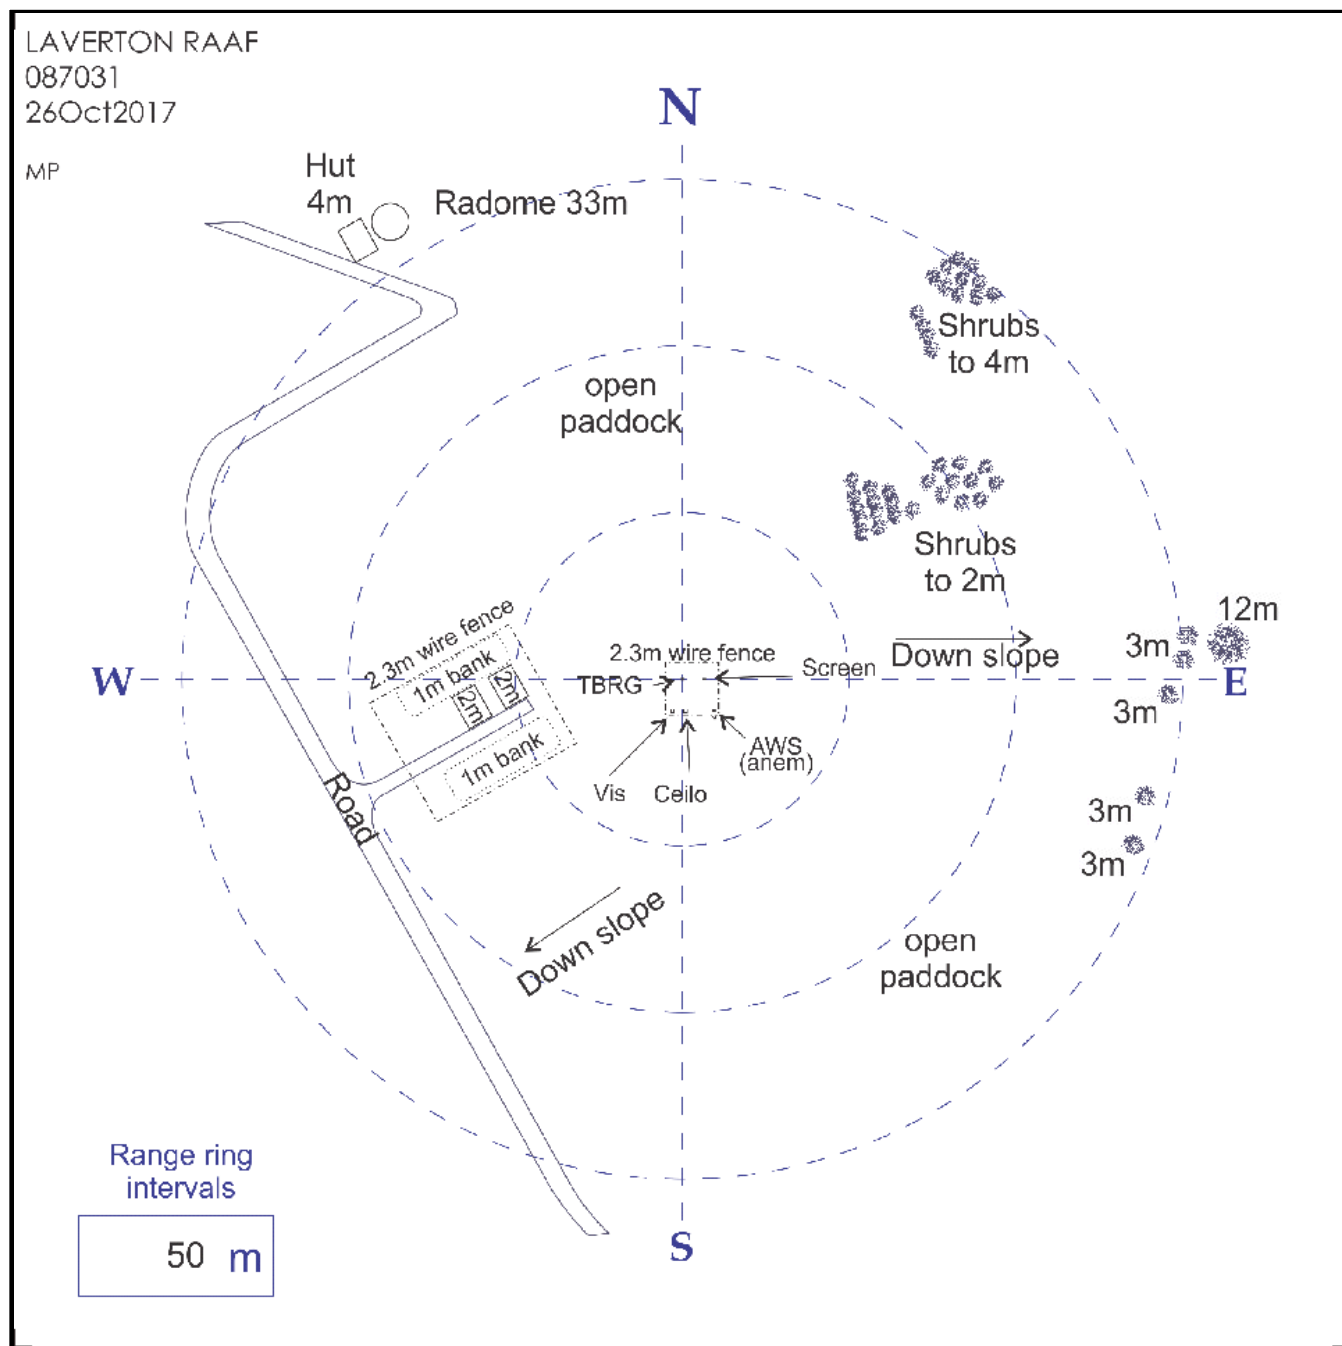 LAVERTON RAAF
087031
26Oct2017
MP
N
Hut
4m
Radome 33m
Shrubs
to 4m
open
paddock
Shrubs
to 2m
2.3m wire fence
1m bank
2m
2m
1m bank
2.3m wire fence
TBRG
Screen
Down slope
12m
3m
W
E
3m
AWS
(anem)
Vis
Ceilo
Road
3m
3m
Down slope
open
paddock
Range ring
intervals
50 m
S